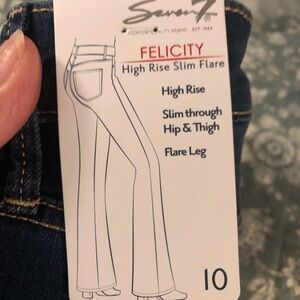 Seven7®
PREMIUM QUALITY BRAND EST. 1964
FELICITY
High Rise Slim Flare
High Rise
Slim through
Hip & Thigh
Flare Leg
10